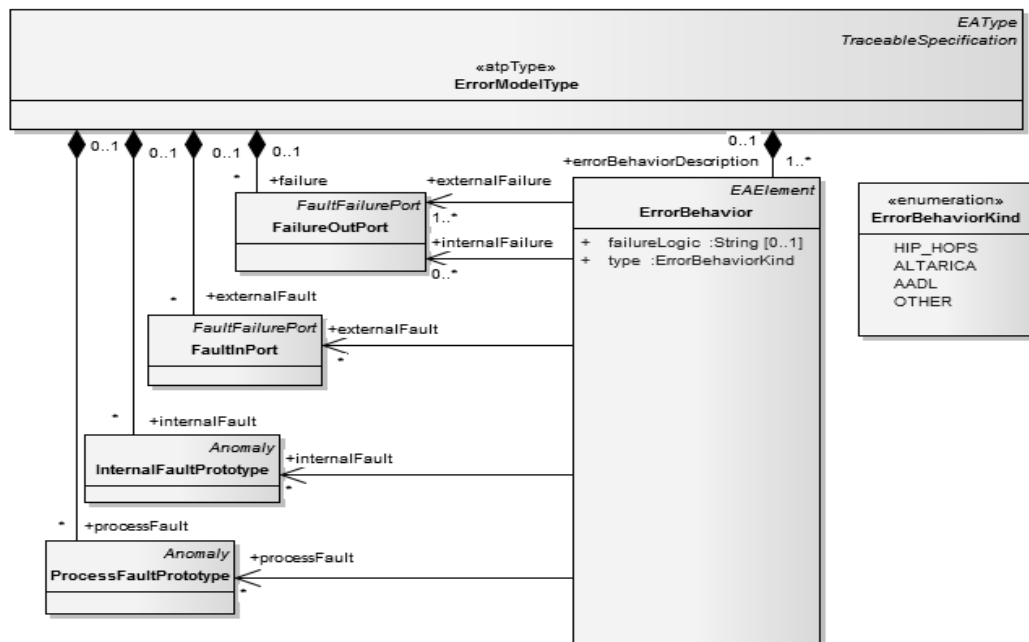 EAType
TraceableSpecification
«atpType»
ErrorModelType
0..1
0..1
0..1
0..1
0..1
+errorBehaviorDescription
1..*
*
+failure
+externalFailure
EAElement
FaultFailurePort
FailureOutPort
1..*
ErrorBehavior
«enumeration»
ErrorBehaviorKind
+internalFailure
0..*
+ failureLogic :String [0..1]
+ type :ErrorBehaviorKind
HIP_HOPS
ALTARICA
AADL
OTHER
*
+externalFault
FaultFailurePort
FaultInPort
+externalFault
*
*
+internalFault
Anomaly
InternalFaultPrototype
+internalFault
*
*
+processFault
Anomaly
ProcessFaultPrototype
+processFault
*